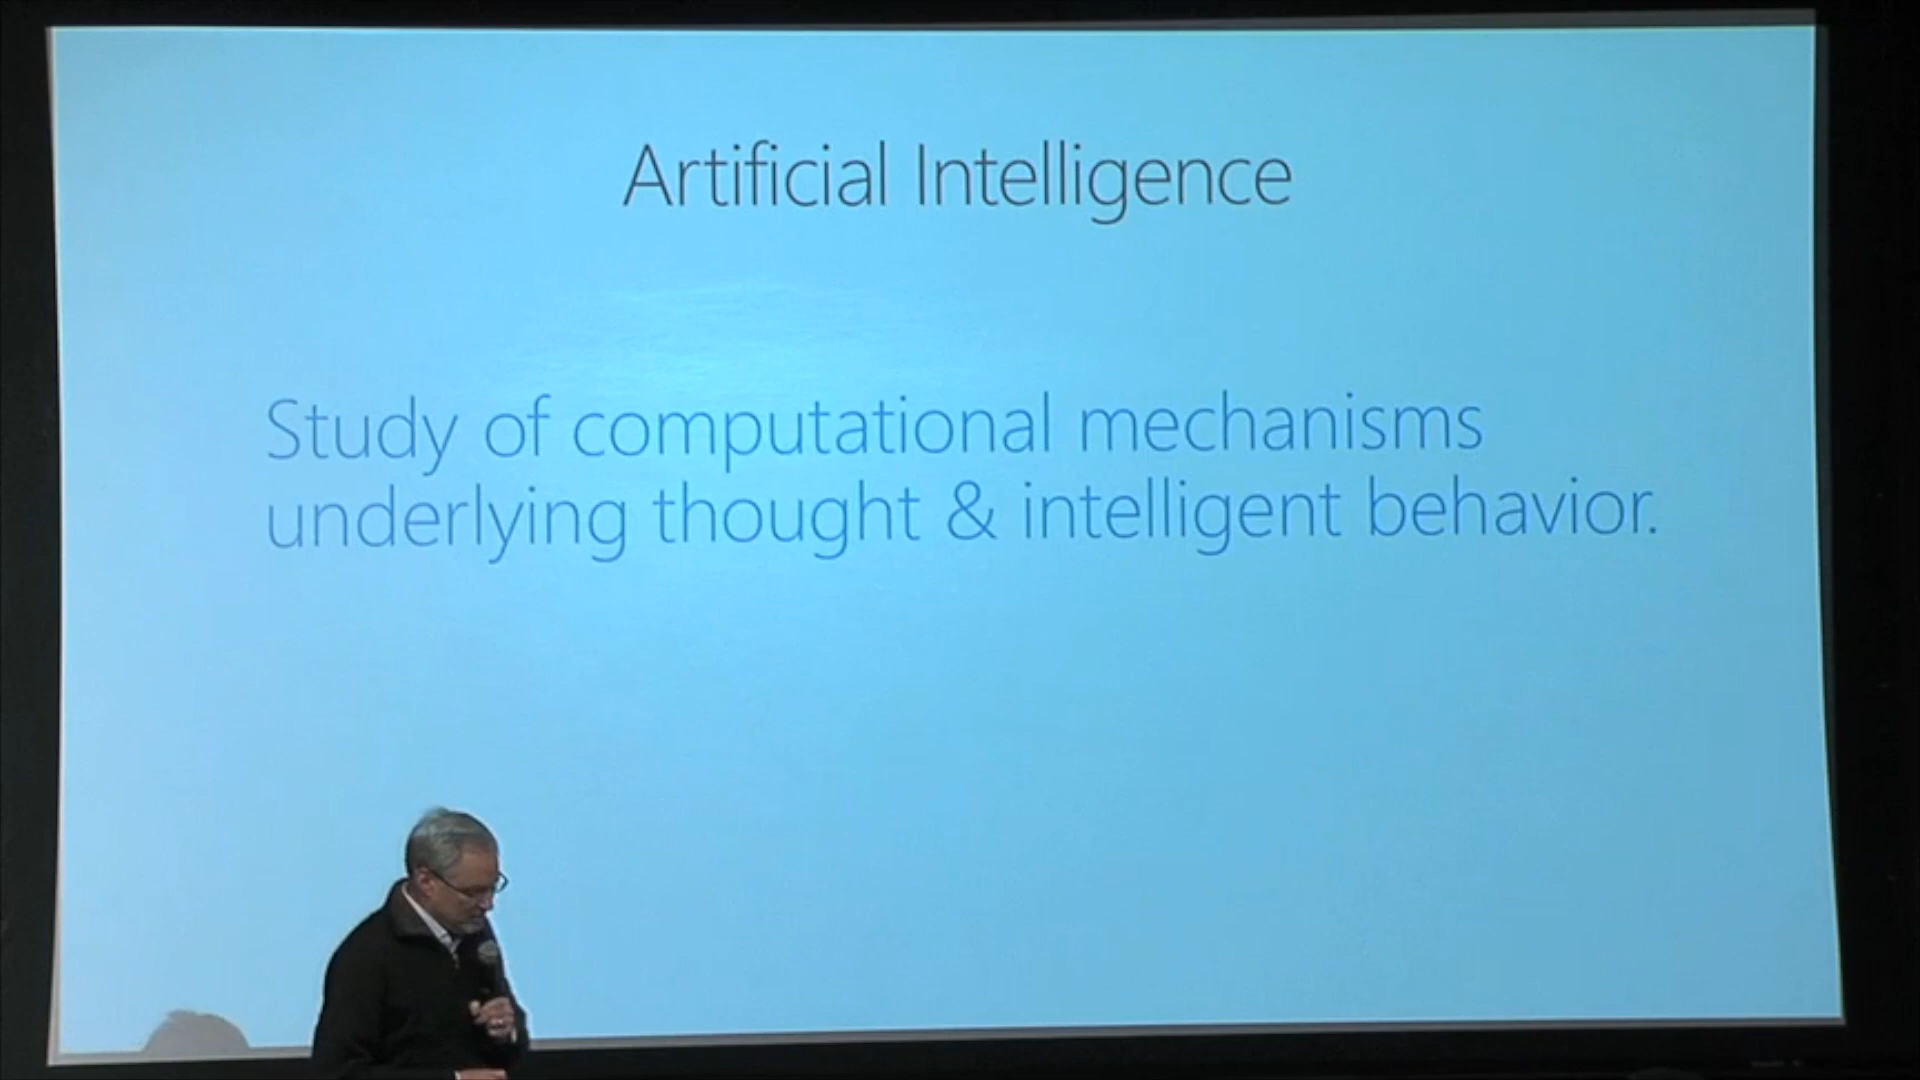 Artificial Intelligence
Study of computational mechanisms
underlying thought & intelligent behavior.